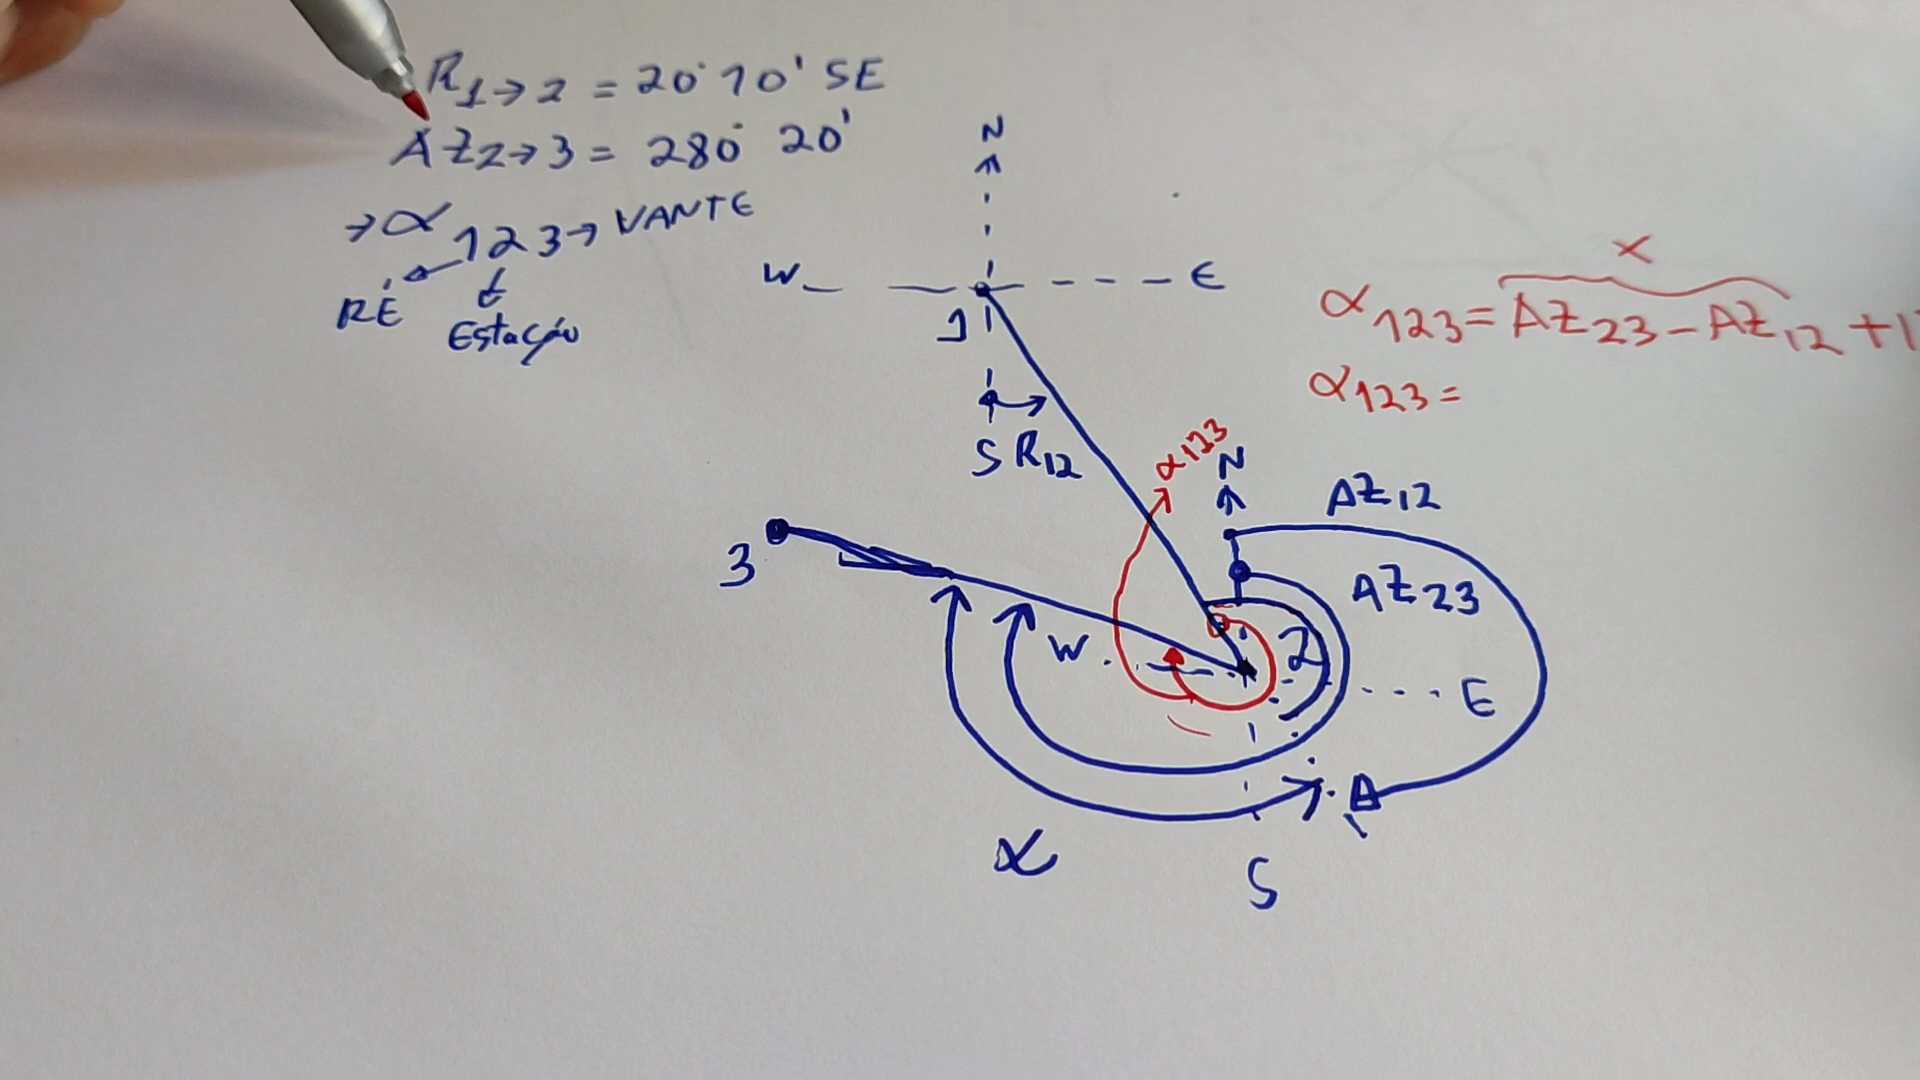 R1→2 = 20°10' SE
AZ2→3 = 280° 20'
→ α 123 → VANTE
RÉ
Estação
N
W
E
1
S R12
α123
N
AZ12
3
AZ23
W
2
E
A
α
S
x
α123 = AZ23 - AZ12 + 1
α123 =